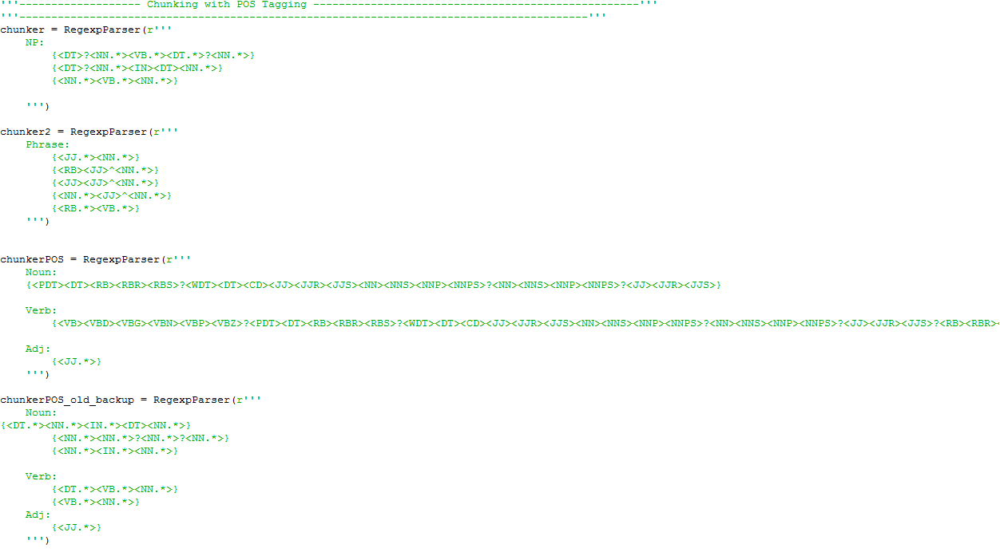 '''------------------- Chunking with POS Tagging ---------------------------------------------------'''
'''-----------------------------------------------------------------------------------------'''
chunker = RegexpParser(r'''
    NP:
        {<DT>?<NN.*><VB.*><DT.*>?<NN.*>}
        {<DT>?<NN.*><IN><DT><NN.*>}
        {<NN.*><VB.*><NN.*>}

    ''')

chunker2 = RegexpParser(r'''
    Phrase:
        {<JJ.*><NN.*>}
        {<RB><JJ>^<NN.*>}
        {<JJ><JJ>^<NN.*>}
        {<NN.*><JJ>^<NN.*>}
        {<RB.*><VB.*>}
    ''')


chunkerPOS = RegexpParser(r'''
    Noun:
    {<PDT><DT><RB><RBR><RBS>?<WDT><DT><CD><JJ><JJR><JJS><NN><NNS><NNP><NNPS>?<NN><NNS><NNP><NNPS>?<JJ><JJR><JJS>}

    Verb:
        {<VB><VBD><VBG><VBN><VBP><VBZ>?<PDT><DT><RB><RBR><RBS>?<WDT><DT><CD><JJ><JJR><JJS><NN><NNS><NNP><NNPS>?<NN><NNS><NNP><NNPS>?<JJ><JJR><JJS>?<RB><RBR><

    Adj:
        {<JJ.*>}
    ''')

chunkerPOS_old_backup = RegexpParser(r'''
    Noun:
{<DT.*><NN.*><IN.*><DT><NN.*>}
        {<NN.*><NN.*>?<NN.*>?<NN.*>}
        {<NN.*><IN.*><NN.*>}

    Verb:
        {<DT.*><VB.*><NN.*>}
        {<VB.*><NN.*>}
    Adj:
        {<JJ.*>}
    ''')